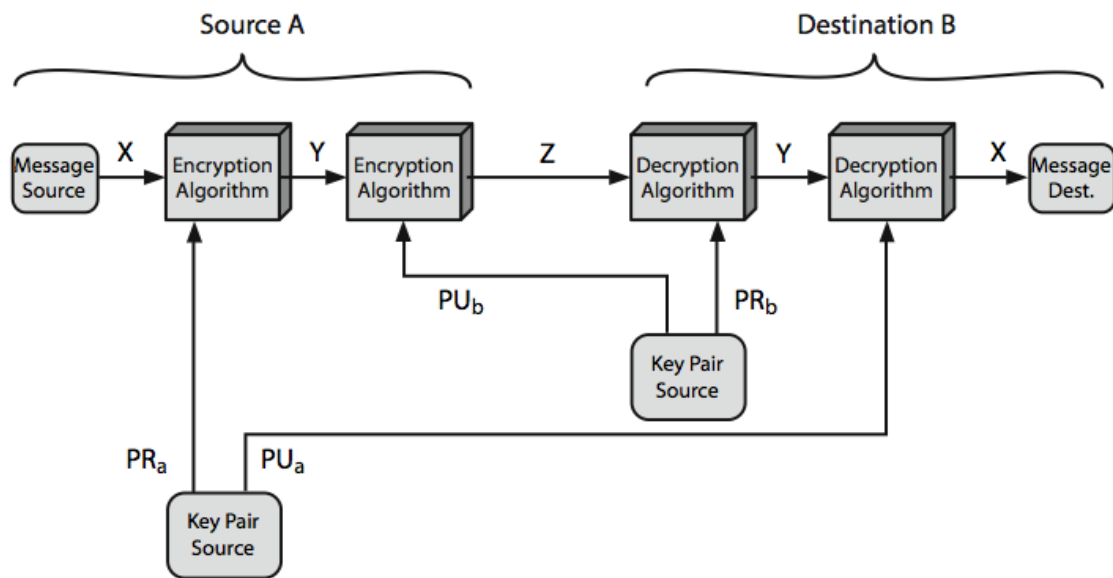 Source A
Destination B
X
Y
Z
Y
X
Message
Source
Encryption
Algorithm
Encryption
Algorithm
Decryption
Algorithm
Decryption
Algorithm
Message
Dest.
PUb
PRb
Key Pair
Source
PRa
PUa
Key Pair
Source